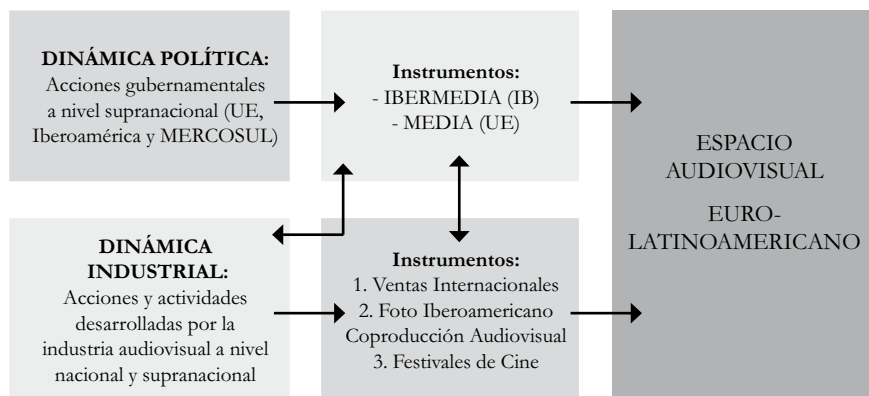 DINÁMICA POLÍTICA:
Acciones gubernamentales
a nivel supranacional (UE,
Iberoamérica y MERCOSUL)
Instrumentos:
- IBERMEDIA (IB)
- MEDIA (UE)
DINÁMICA
INDUSTRIAL:
Acciones y actividades
desarrolladas por la
industria audiovisual a nivel
nacional y supranacional
Instrumentos:
1. Ventas Internacionales
2. Foto Iberoamericano
Coproducción Audiovisual
3. Festivales de Cine
ESPACIO
AUDIOVISUAL
EURO-
LATINOAMERICANO